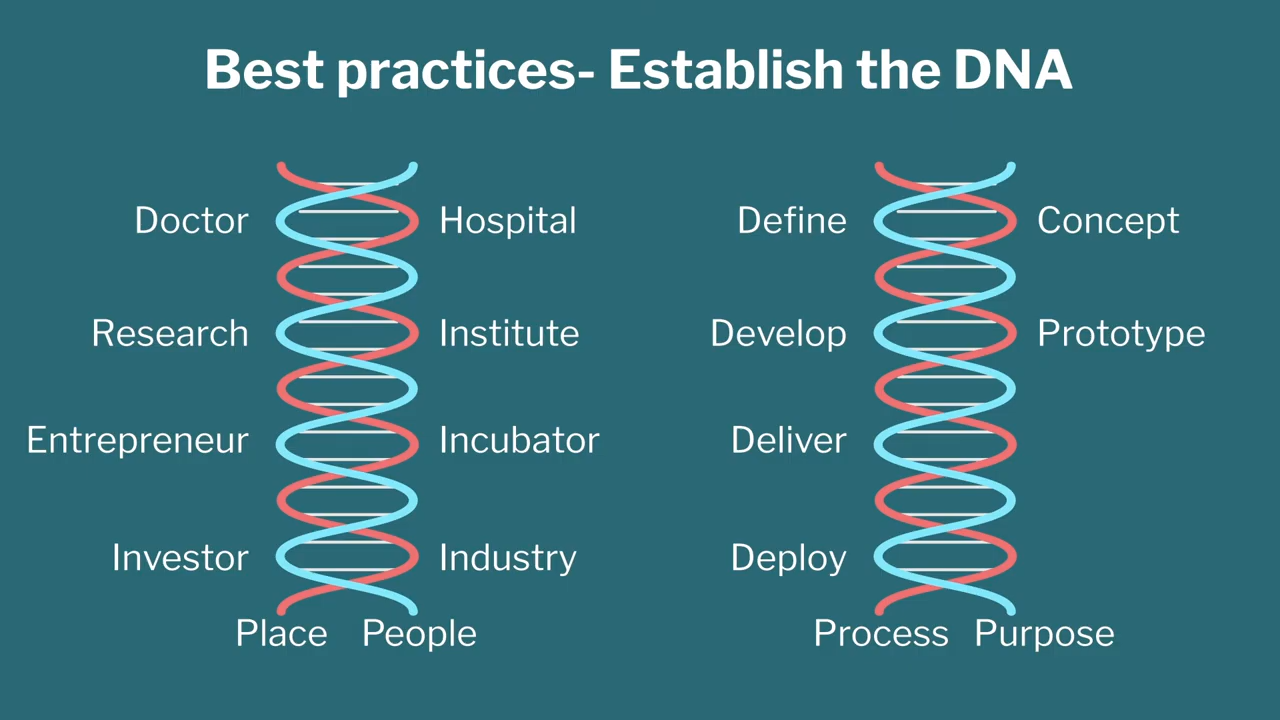 Best practices- Establish the DNA
Doctor
Hospital
Research
Institute
Entrepreneur
Incubator
Investor
Industry
Place
People
Define
Concept
Develop
Prototype
Deliver
Deploy
Process
Purpose